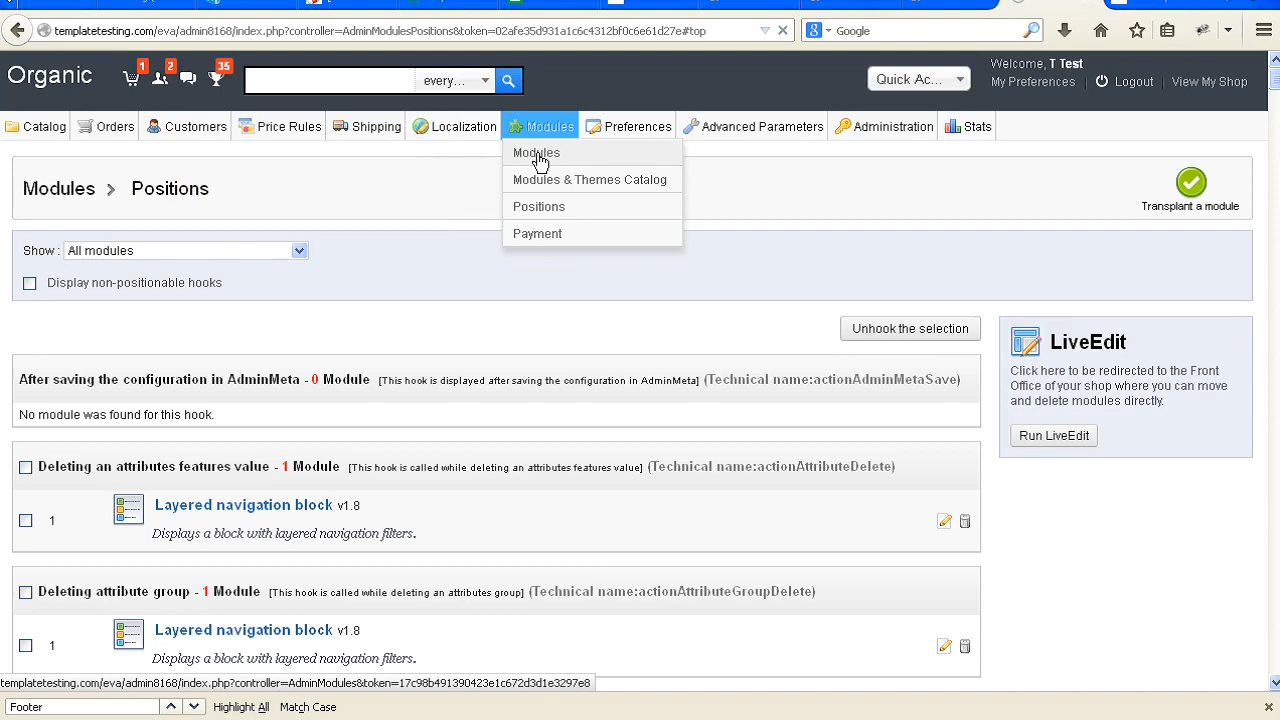 templatetesting.com/eva/admin8168/index.php?controller=AdminModulesPositions&token=02afe35d931a3c6c4312bf0c6e61d27e#top
Google
Organic
1
2
35
every...
Quick Ac...
Welcome, T Test
My Preferences
Logout
View My Shop
Catalog
Orders
Customers
Price Rules
Shipping
Localization
Modules
Preferences
Advanced Parameters
Administration
Stats
Modules
Modules & Themes Catalog
Positions
Payment
Modules > Positions
Transplant a module
Show : All modules
Display non-positionable hooks
Unhook the selection
After saving the configuration in AdminMeta - 0 Module [This hook is displayed after saving the configuration in AdminMeta] (Technical name:actionAdminMetaSave)
No module was found for this hook.
LiveEdit
Click here to be redirected to the Front
Office of your shop where you can move
and delete modules directly.
Run LiveEdit
Deleting an attributes features value - 1 Module [This hook is called while deleting an attributes features value] (Technical name:actionAttributeDelete)
1
Layered navigation block v1.8
Displays a block with layered navigation filters.
Deleting attribute group - 1 Module [This hook is called while deleting an attributes group] (Technical name:actionAttributeGroupDelete)
1
Layered navigation block v1.8
Displays a block with layered navigation filters.
templatetesting.com/eva/admin8168/index.php?controller=AdminModules&token=17c98b491390423e1c672d3d1e3297e8
Footer
Highlight All
Match Case